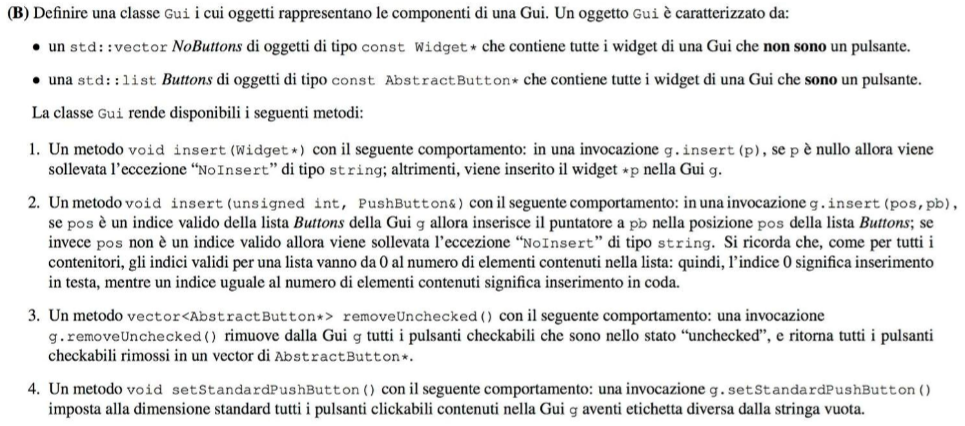 (B) Definire una classe Gui i cui oggetti rappresentano le componenti di una Gui. Un oggetto Gui è caratterizzato da:
• un std::vector NoButtons di oggetti di tipo const Widget* che contiene tutte i widget di una Gui che non sono un pulsante.
• una std::list Buttons di oggetti di tipo const AbstractButton* che contiene tutte i widget di una Gui che sono un pulsante.
La classe Gui rende disponibili i seguenti metodi:
1. Un metodo void insert(Widget*) con il seguente comportamento: in una invocazione g.insert(p), se p è nullo allora viene
sollevata l'eccezione "NoInsert" di tipo string; altrimenti, viene inserito il widget *p nella Gui g.
2. Un metodo void insert(unsigned int, PushButton&) con il seguente comportamento: in una invocazione g.insert(pos,pb),
se pos è un indice valido della lista Buttons della Gui g allora inserisce il puntatore a pb nella posizione pos della lista Buttons; se
invece pos non è un indice valido allora viene sollevata l'eccezione "NoInsert" di tipo string. Si ricorda che, come per tutti i
contenitori, gli indici validi per una lista vanno da 0 al numero di elementi contenuti nella lista: quindi, l'indice 0 significa inserimento
in testa, mentre un indice uguale al numero di elementi contenuti significa inserimento in coda.
3. Un metodo vector<AbstractButton*> removeUnchecked() con il seguente comportamento: una invocazione
g.removeUnchecked() rimuove dalla Gui g tutti i pulsanti checkabili che sono nello stato "unchecked", e ritorna tutti i pulsanti
checkabili rimossi in un vector di AbstractButton*.
4. Un metodo void setStandardPushButton() con il seguente comportamento: una invocazione g.setStandardPushButton()
imposta alla dimensione standard tutti i pulsanti clickabili contenuti nella Gui g aventi etichetta diversa dalla stringa vuota.